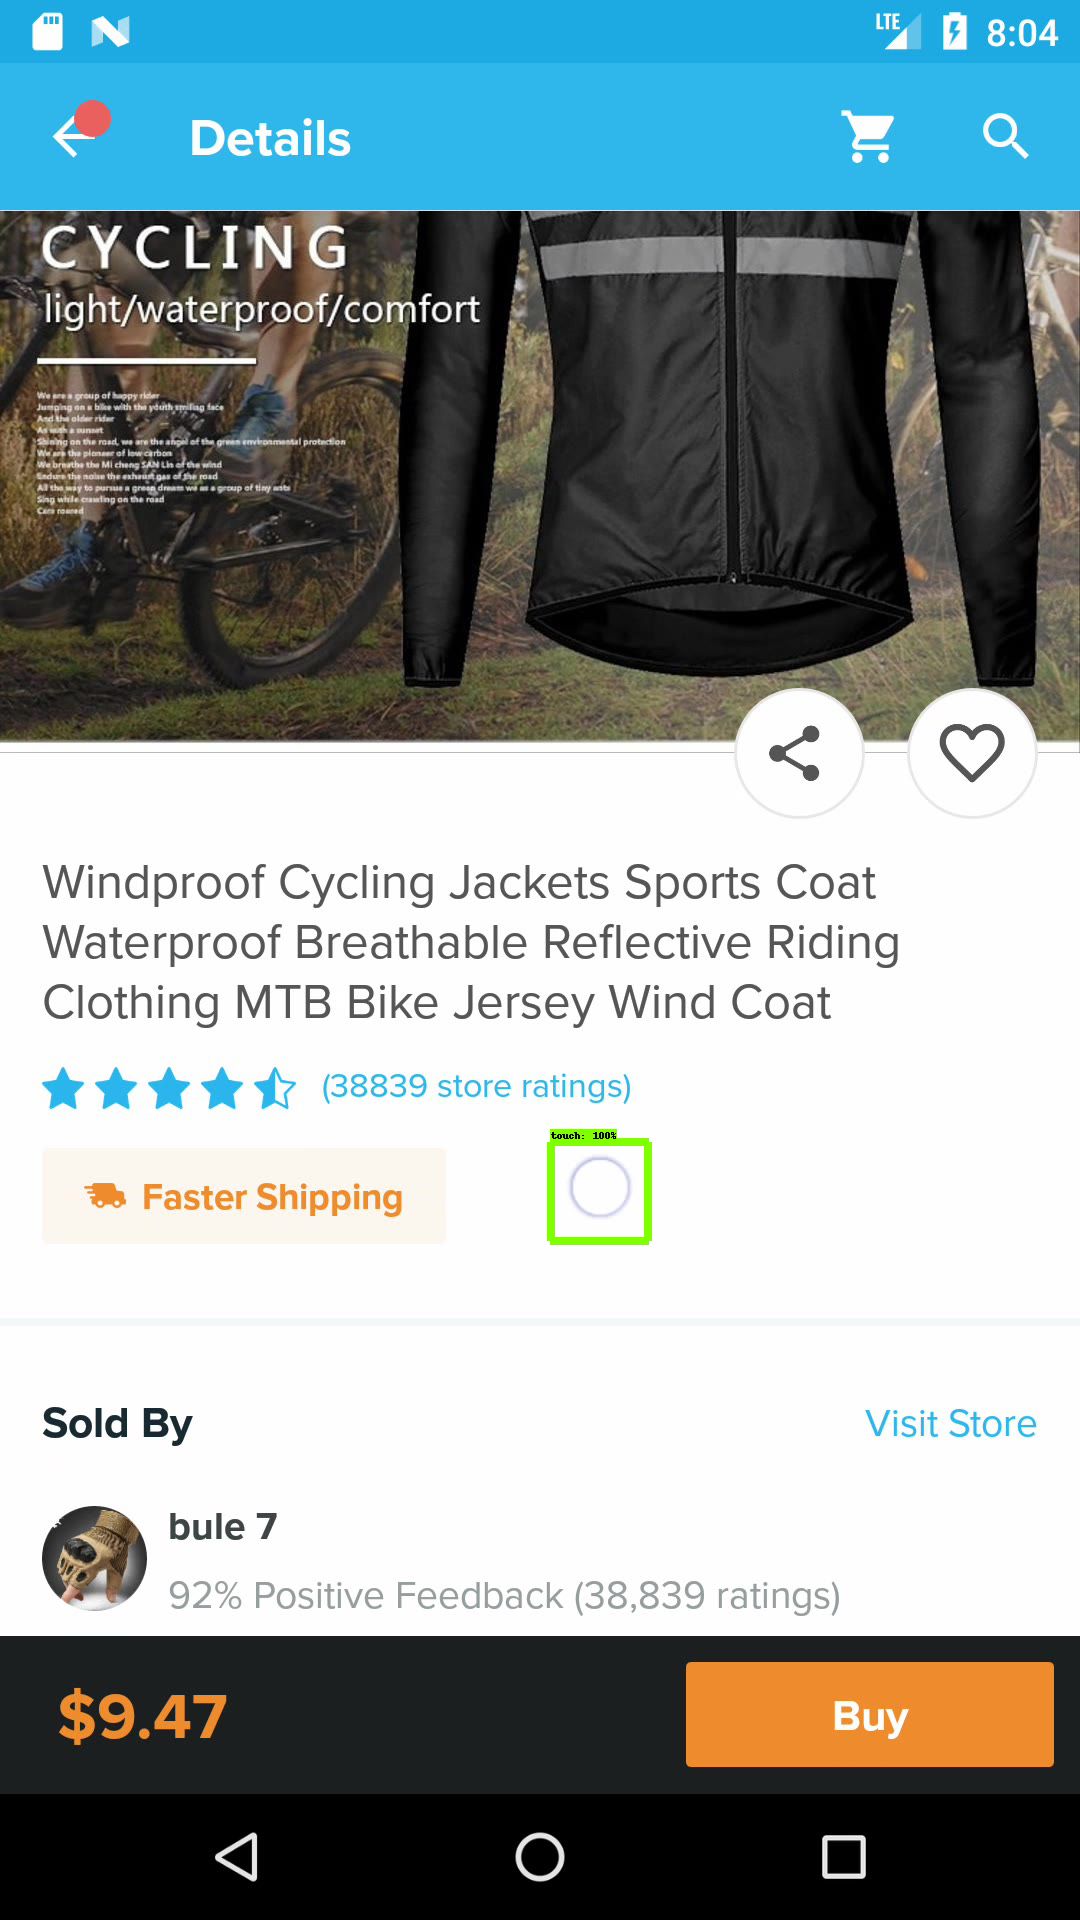 LTE 8:04
Details
CYCLING
light/waterproof/comfort
We are a group of happy rider
Jumping on a bike with the youth smiling face
And the older rider
As with a sunset
Shining on the road, we are the angel of the green environmental protection
We are the pioneer of low carbon
We breathe the Mi cheng SAN Lin of the wind
Endure the noise the exhaust gas of the road
All the way to pursue a green dream we as a group of tiny ants
Sing while crawling on the road
Care roared
Windproof Cycling Jackets Sports Coat
Waterproof Breathable Reflective Riding
Clothing MTB Bike Jersey Wind Coat
(38839 store ratings)
touch: 100%
Faster Shipping
Sold By
Visit Store
bule 7
92% Positive Feedback (38,839 ratings)
$9.47
Buy